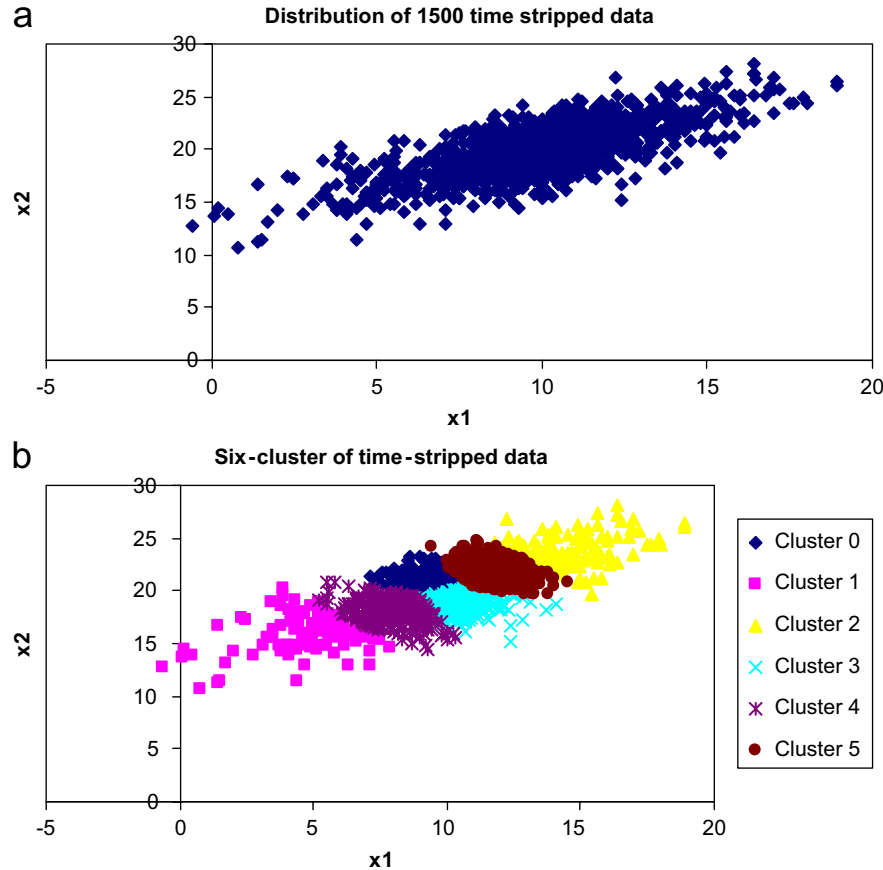 a
Distribution of 1500 time stripped data
30
25
20
15
10
5
0
-5
0
5
10
15
20
x2
x1
b
Six-cluster of time-stripped data
30
25
20
15
10
5
0
-5
0
5
10
15
20
x2
x1
Cluster 0
Cluster 1
Cluster 2
Cluster 3
Cluster 4
Cluster 5